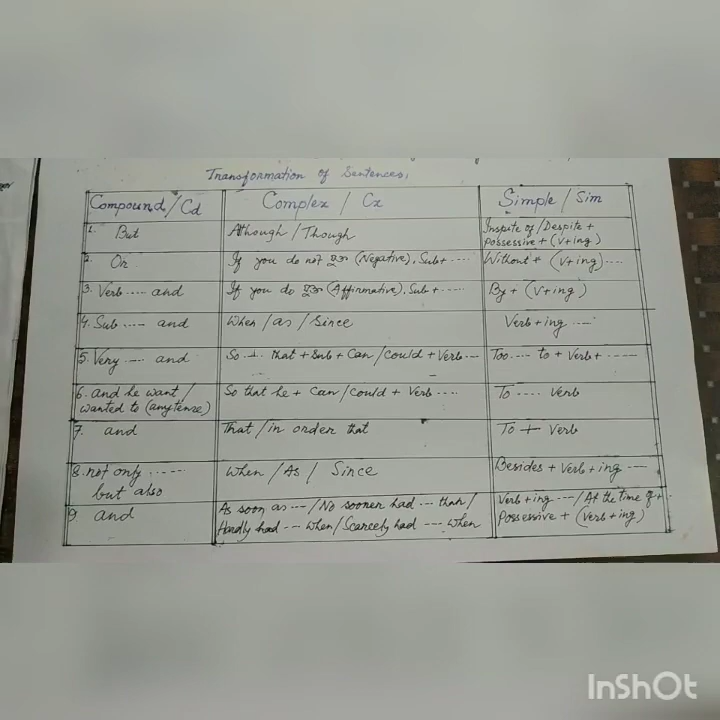 Transformation of Sentences,
Compound/Cd
Complex / Cx
Simple / Sim
1. But
Although / Though
Inspite of/Despite +
possessive + (v+ing)
2. Or
If you do not হয় (Negative), Sub + ....
Without + (v+ing) ....
3. Verb .... and
If you do হয় (Affirmative), Sub + ....
By + (v+ing)
4. Sub .... and
When / as / Since
Verb+ing ....
5. Very ... and
So ... that + Sub + Can / could + Verb ...
Too.... to + Verb + .....
6. and he want /
wanted to (any tense)
So that he + Can / could + Verb ....
To .... Verb
7. and
That / in order that
To + Verb
8. not only .....
but also
When / As / Since
Besides + Verb + ing ...
9. and
As soon as ... / No sooner had ... than /
Hardly had ... when / Scarcely had ... when
Verb+ing ... / At the time of + .
Possessive + (Verb + ing)
InShOt